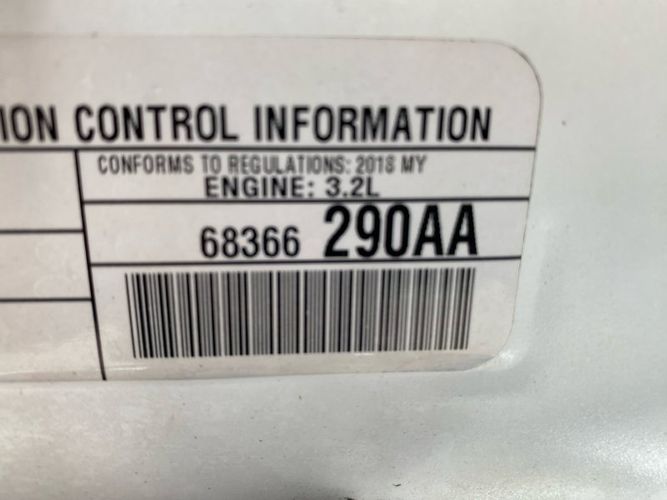 ION CONTROL INFORMATION
CONFORMS TO REGULATIONS: 2018 MY
ENGINE: 3.2L
68366 290AA